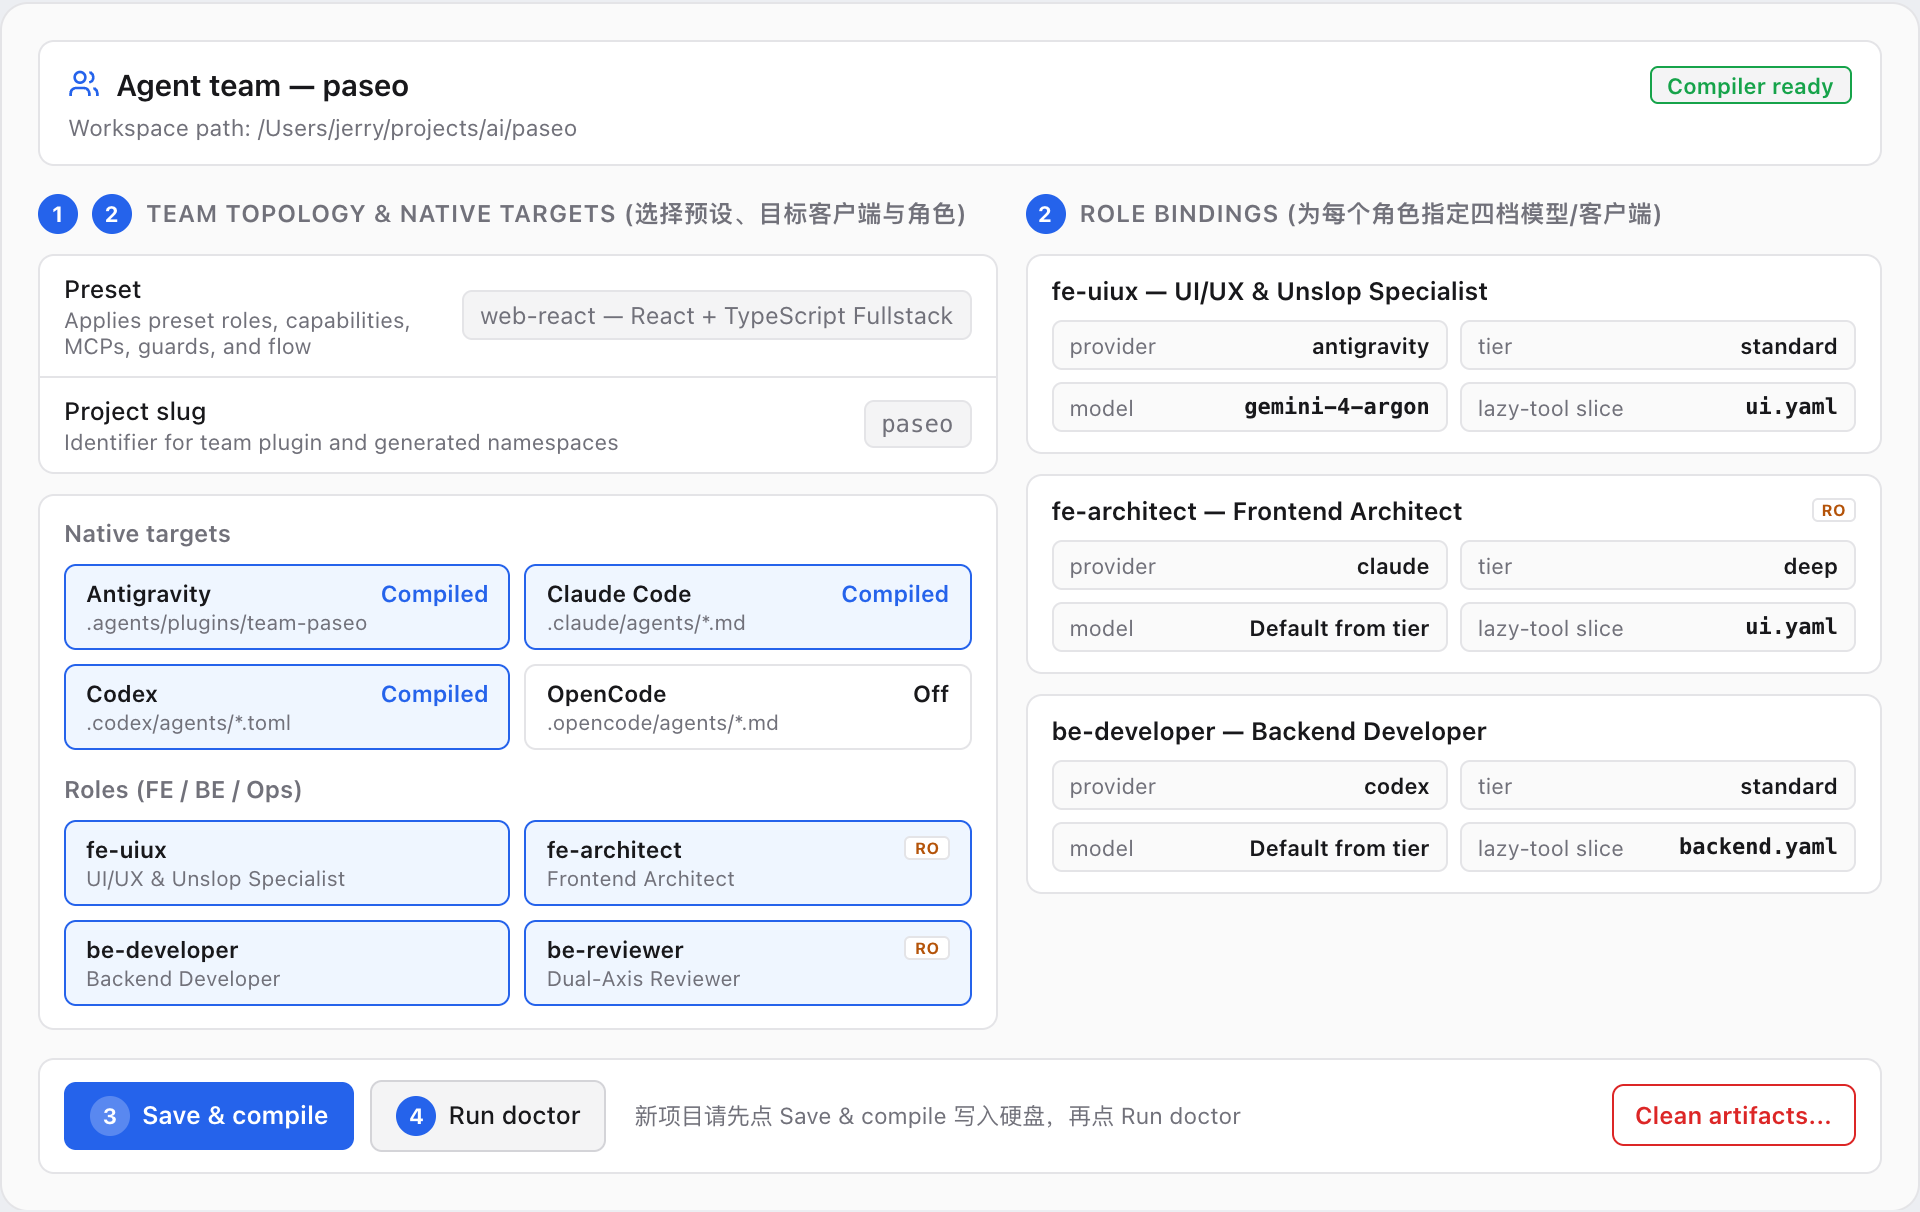 Agent team — paseo
Compiler ready
Workspace path: /Users/jerry/projects/ai/paseo
1 2 TEAM TOPOLOGY & NATIVE TARGETS (选择预设、目标客户端与角色)
Preset
Applies preset roles, capabilities,
MCPs, guards, and flow
web-react — React + TypeScript Fullstack
Project slug
Identifier for team plugin and generated namespaces
paseo
Native targets
Antigravity Compiled
.agents/plugins/team-paseo
Claude Code Compiled
.claude/agents/*.md
Codex Compiled
.codex/agents/*.toml
OpenCode Off
.opencode/agents/*.md
Roles (FE / BE / Ops)
fe-uiux
UI/UX & Unslop Specialist
fe-architect RO
Frontend Architect
be-developer
Backend Developer
be-reviewer RO
Dual-Axis Reviewer
2 ROLE BINDINGS (为每个角色指定四档模型/客户端)
fe-uiux — UI/UX & Unslop Specialist
provider antigravity
tier standard
model gemini-4-argon
lazy-tool slice ui.yaml
fe-architect — Frontend Architect RO
provider claude
tier deep
model Default from tier
lazy-tool slice ui.yaml
be-developer — Backend Developer
provider codex
tier standard
model Default from tier
lazy-tool slice backend.yaml
3 Save & compile
4 Run doctor
新项目请先点 Save & compile 写入硬盘，再点 Run doctor
Clean artifacts...